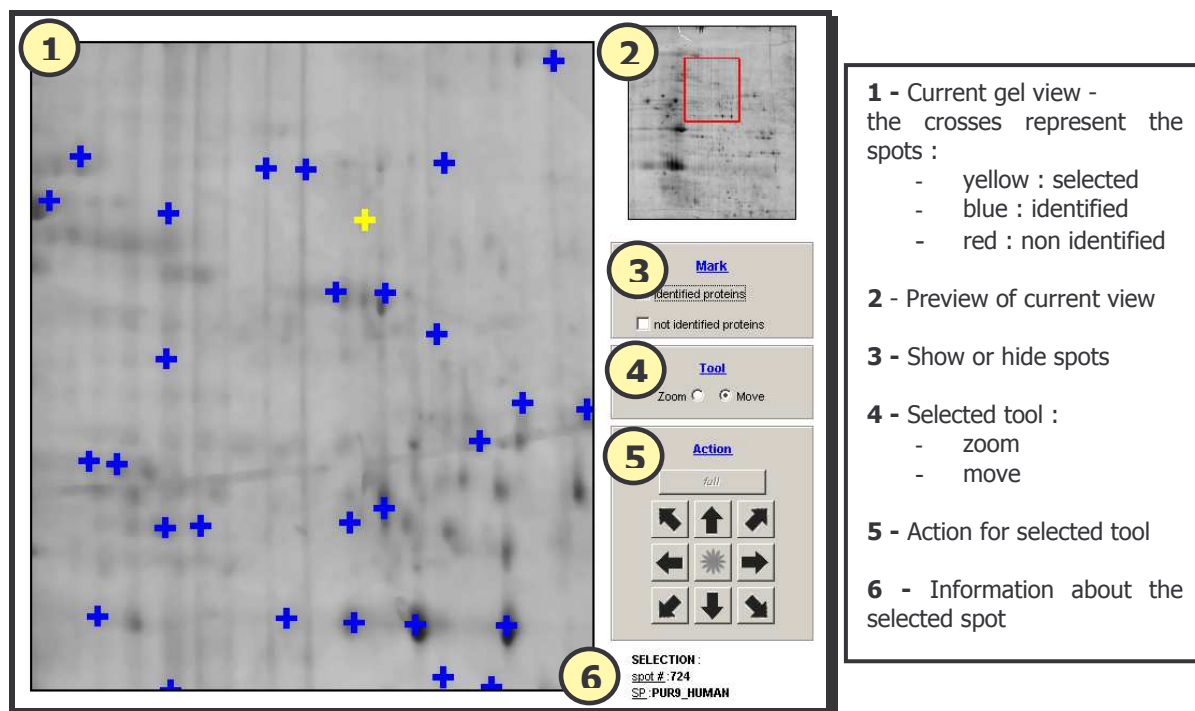 1
2
3
Mark
identified proteins
not identified proteins
4
Tool
Zoom Move
5
Action
full
6
SELECTION :
spot # :724
SP :PUR9_HUMAN
1 - Current gel view -
the crosses represent the
spots :
- yellow : selected
- blue : identified
- red : non identified
2 - Preview of current view
3 - Show or hide spots
4 - Selected tool :
- zoom
- move
5 - Action for selected tool
6 - Information about the
selected spot